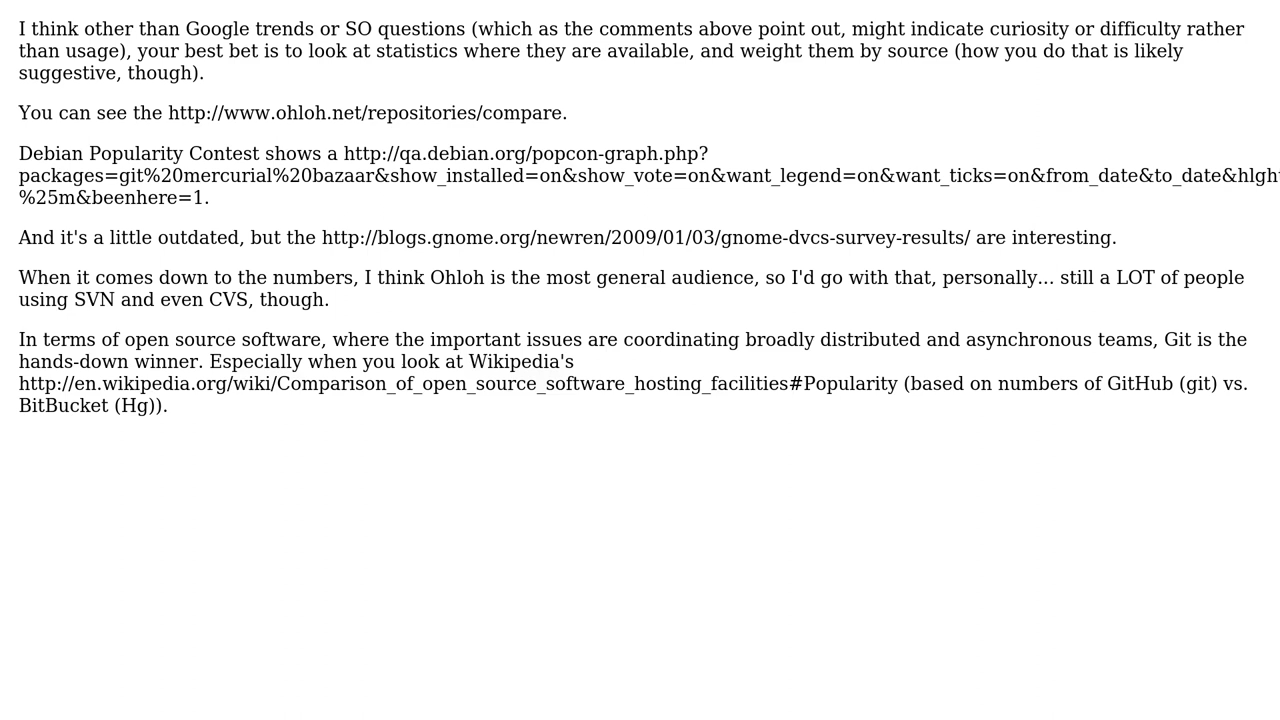 I think other than Google trends or SO questions (which as the comments above point out, might indicate curiosity or difficulty rather
than usage), your best bet is to look at statistics where they are available, and weight them by source (how you do that is likely
suggestive, though).
You can see the http://www.ohloh.net/repositories/compare.
Debian Popularity Contest shows a http://qa.debian.org/popcon-graph.php?
packages=git%20mercurial%20bazaar&show_installed=on&show_vote=on&want_legend=on&want_ticks=on&from_date&to_date&hlght
%25m&beenhere=1.
And it's a little outdated, but the http://blogs.gnome.org/newren/2009/01/03/gnome-dvcs-survey-results/ are interesting.
When it comes down to the numbers, I think Ohloh is the most general audience, so I'd go with that, personally... still a LOT of people
using SVN and even CVS, though.
In terms of open source software, where the important issues are coordinating broadly distributed and asynchronous teams, Git is the
hands-down winner. Especially when you look at Wikipedia's
http://en.wikipedia.org/wiki/Comparison_of_open_source_software_hosting_facilities#Popularity (based on numbers of GitHub (git) vs.
BitBucket (Hg)).